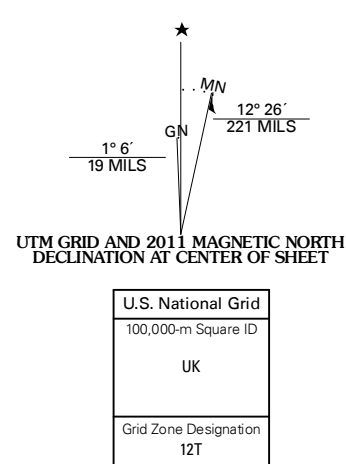 MN
12° 26´
221 MILS
GN
1° 6´
19 MILS
UTM GRID AND 2011 MAGNETIC NORTH
DECLINATION AT CENTER OF SHEET
U.S. National Grid
100,000-m Square ID
UK
Grid Zone Designation
12T